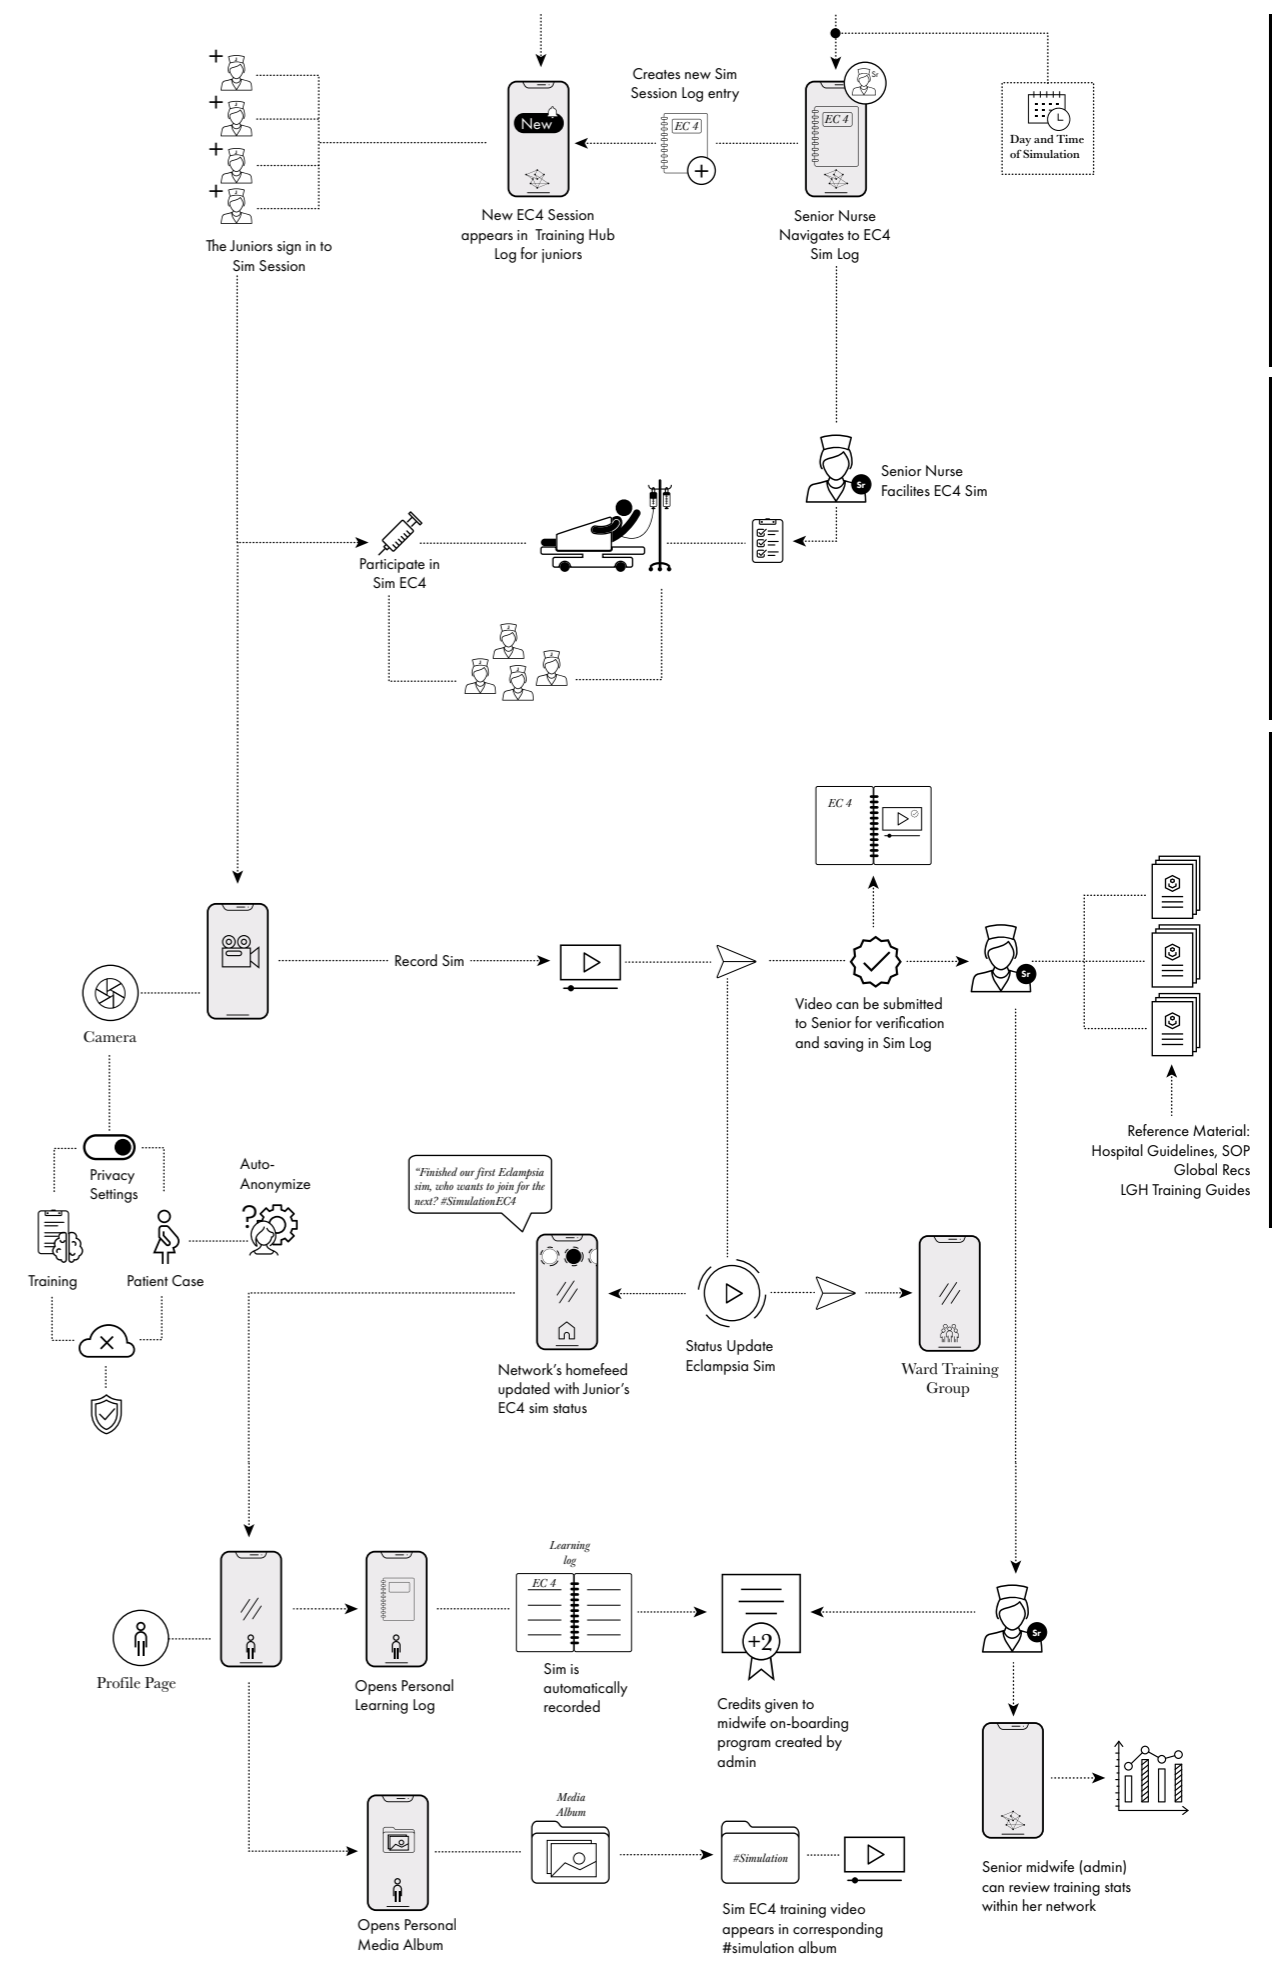 Creates new Sim
Session Log entry
Sr
New
EC 4
EC 4
Day and Time
of Simulation
The Juniors sign in to
Sim Session
New EC4 Session
appears in Training Hub
Log for juniors
Senior Nurse
Navigates to EC4
Sim Log
Sr
Senior Nurse
Facilites EC4 Sim
Participate in
Sim EC4
EC 4
Record Sim
Sr
Camera
Video can be submitted
to Senior for verification
and saving in Sim Log
Reference Material:
Hospital Guidelines, SOP
Global Recs
LGH Training Guides
Privacy
Settings
Auto-
Anonymize
?
Training
Patient Case
"Finished our first Eclampsia
sim, who wants to join for the
next? #SimulationEC4
Network's homefeed
updated with Junior's
EC4 sim status
Status Update
Eclampsia Sim
Ward Training
Group
Profile Page
Opens Personal
Learning Log
Learning
log
EC 4
Sim is
automatically
recorded
+2
Credits given to
midwife on-boarding
program created by
admin
Sr
Opens Personal
Media Album
Media
Album
#Simulation
Sim EC4 training video
appears in corresponding
#simulation album
Senior midwife (admin)
can review training stats
within her network